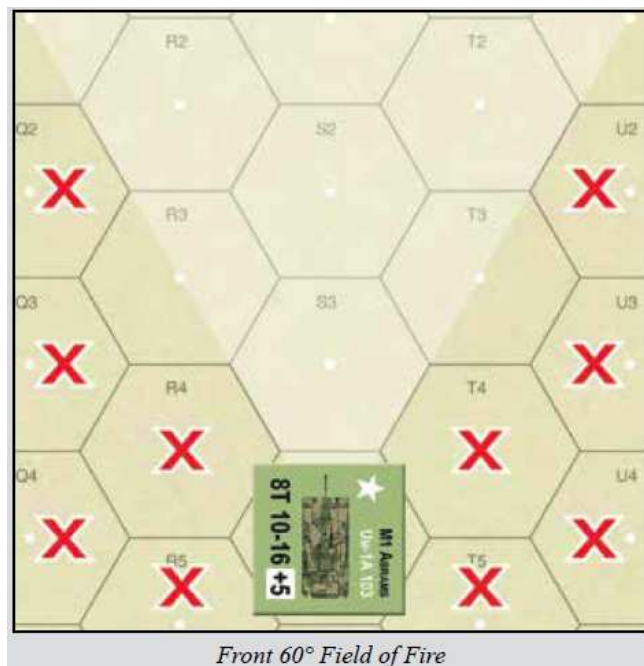 R2
T2
Q2
S2
U2
R3
T3
Q3
S3
U3
R4
T4
Q4
U4
M1 ABRAMS
8T 10-16 +5
R5
T5
Front 60° Field of Fire